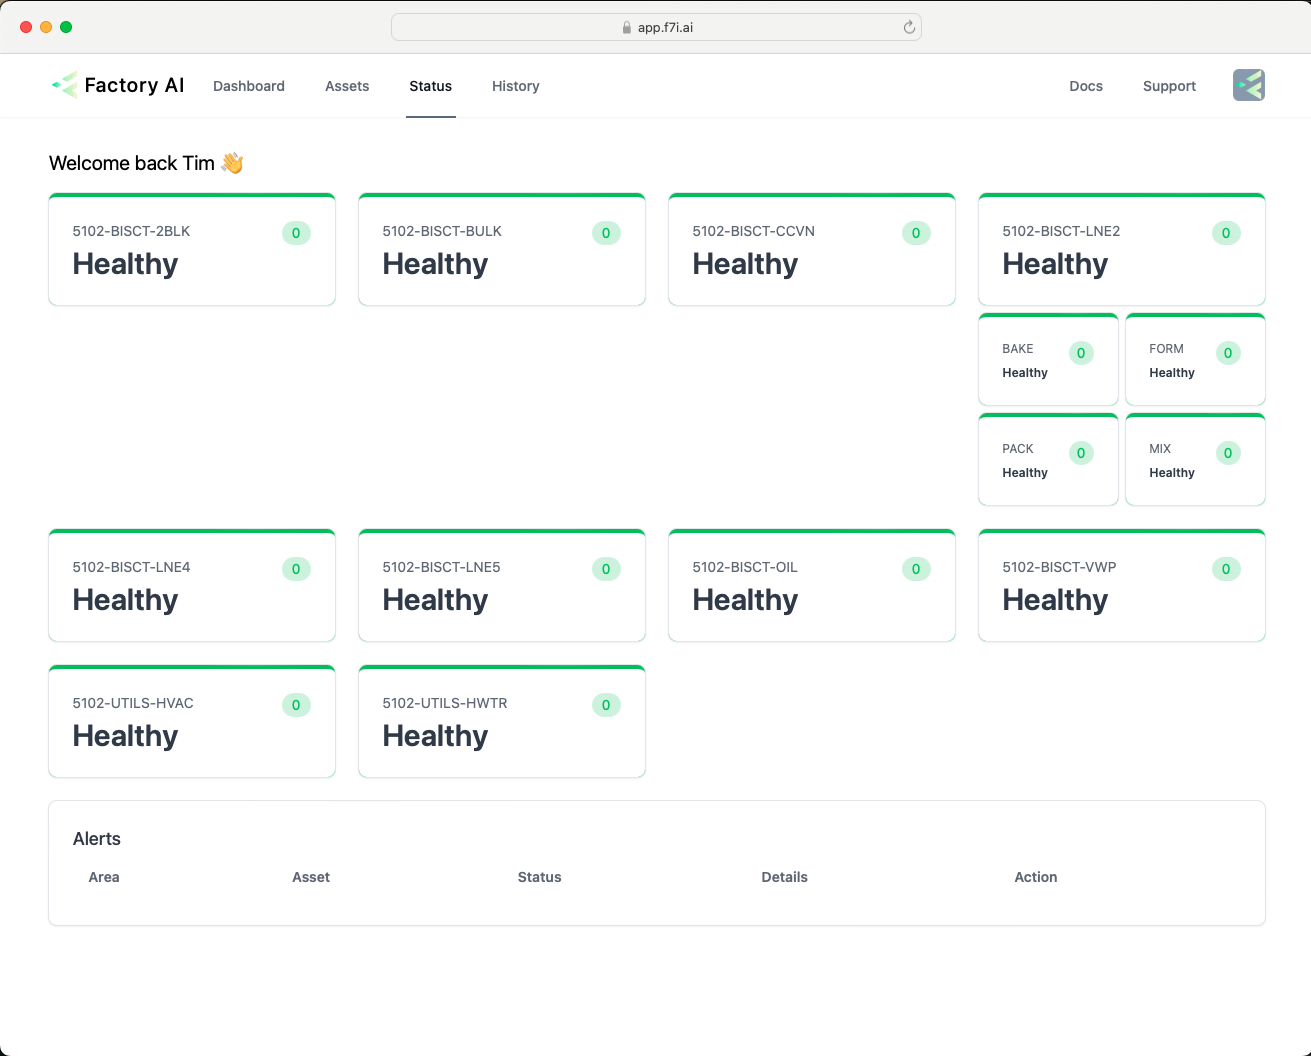 app.f7i.ai
Factory AI Dashboard Assets Status History Docs Support
Welcome back Tim 👋
5102-BISCT-2BLK 0
Healthy
5102-BISCT-BULK 0
Healthy
5102-BISCT-CCVN 0
Healthy
5102-BISCT-LNE2 0
Healthy
BAKE 0
Healthy
FORM 0
Healthy
PACK 0
Healthy
MIX 0
Healthy
5102-BISCT-LNE4 0
Healthy
5102-BISCT-LNE5 0
Healthy
5102-BISCT-OIL 0
Healthy
5102-BISCT-VWP 0
Healthy
5102-UTILS-HVAC 0
Healthy
5102-UTILS-HWTR 0
Healthy
Alerts
Area Asset Status Details Action